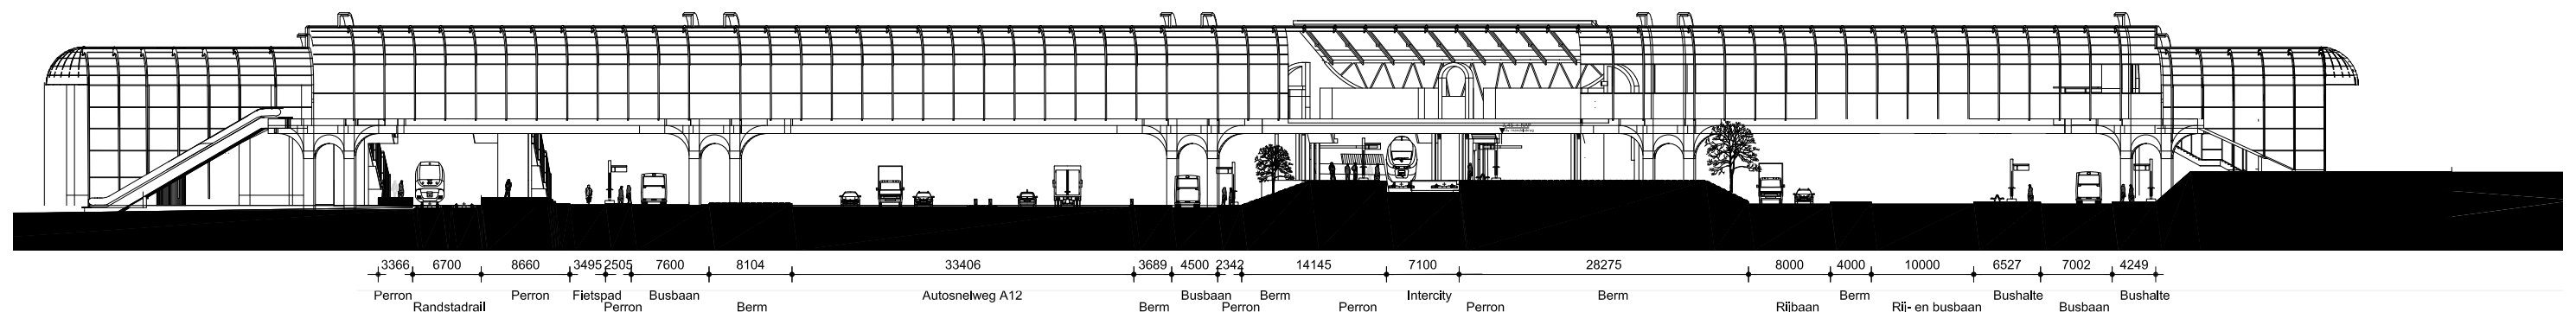 3366 6700 8660 3495 2505 7600 8104 33406 3689 4500 2342 14145 7100 28275 8000 4000 10000 6527 7002 4249
Perron Perron Fietspad Busbaan Autosnelweg A12 Busbaan Berm Intercity Berm Berm Bushalte Bushalte
Randstadrail Perron Berm Berm Perron Perron Perron Rijbaan Rij- en busbaan Busbaan